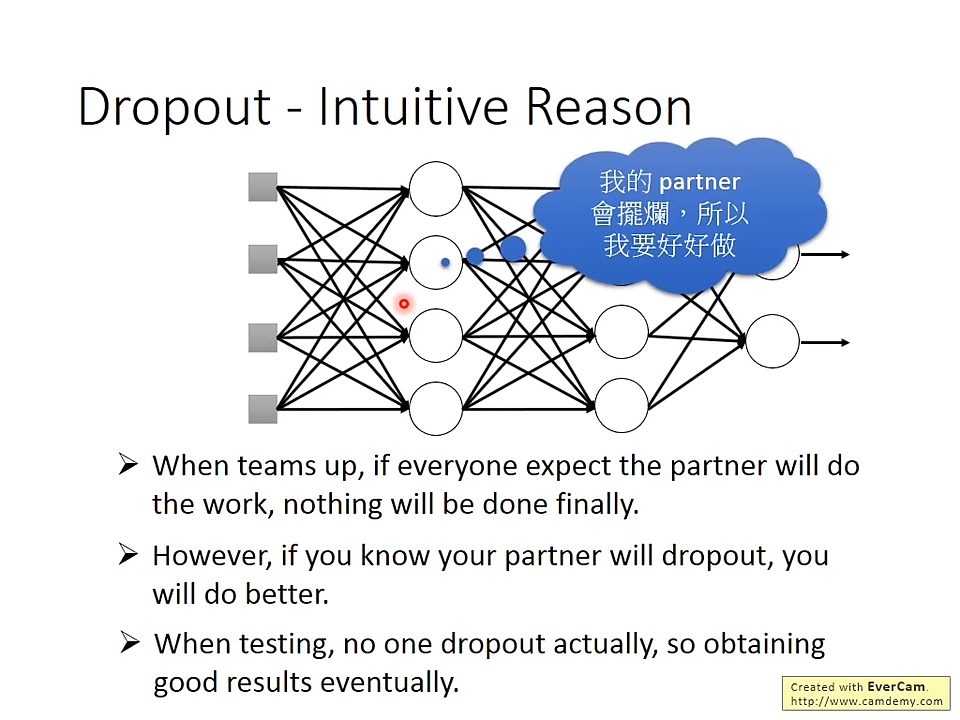 Dropout - Intuitive Reason
我的 partner
會擺爛，所以
我要好好做
➢ When teams up, if everyone expect the partner will do
the work, nothing will be done finally.
➢ However, if you know your partner will dropout, you
will do better.
➢ When testing, no one dropout actually, so obtaining
good results eventually.
Created with EverCam.
http://www.camdemy.com